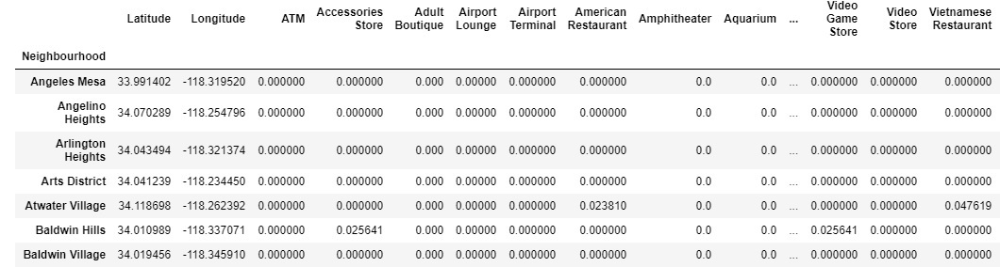 Latitude Longitude ATM Accessories Store Adult Boutique Airport Lounge Airport Terminal American Restaurant Amphitheater Aquarium ... Video Game Store Video Store Vietnamese Restaurant
Neighbourhood
Angeles Mesa 33.991402 -118.319520 0.000000 0.000000 0.000 0.00000 0.000000 0.000000 0.0 0.0 ... 0.000000 0.000000 0.000000
Angelino Heights 34.070289 -118.254796 0.000000 0.000000 0.000 0.00000 0.000000 0.000000 0.0 0.0 ... 0.000000 0.000000 0.000000
Arlington Heights 34.043494 -118.321374 0.000000 0.000000 0.000 0.00000 0.000000 0.000000 0.0 0.0 ... 0.000000 0.000000 0.000000
Arts District 34.041239 -118.234450 0.000000 0.000000 0.000 0.00000 0.000000 0.000000 0.0 0.0 ... 0.000000 0.000000 0.000000
Atwater Village 34.118698 -118.262392 0.000000 0.000000 0.000 0.00000 0.000000 0.023810 0.0 0.0 ... 0.000000 0.000000 0.047619
Baldwin Hills 34.010989 -118.337071 0.000000 0.025641 0.000 0.00000 0.000000 0.000000 0.0 0.0 ... 0.025641 0.000000 0.000000
Baldwin Village 34.019456 -118.345910 0.000000 0.000000 0.000 0.00000 0.000000 0.000000 0.0 0.0 ... 0.000000 0.000000 0.000000